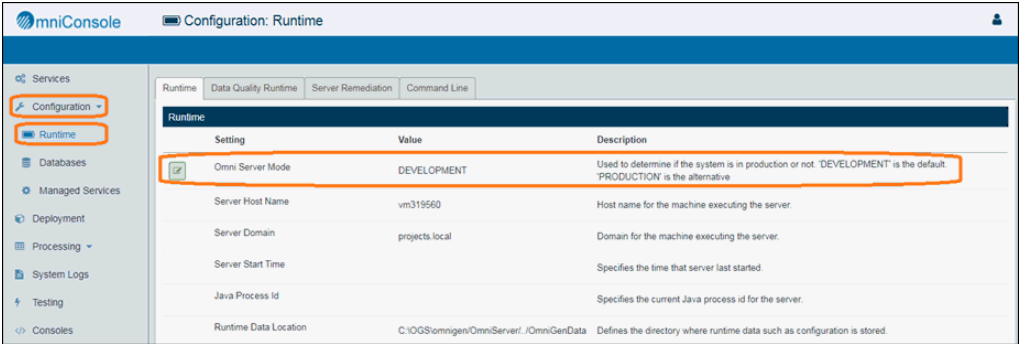 OmniConsole
Configuration: Runtime
Services
Configuration
Runtime
Databases
Managed Services
Deployment
Processing
System Logs
Testing
Consoles
Runtime Data Quality Runtime Server Remediation Command Line
Runtime
Setting Value Description
Omni Server Mode DEVELOPMENT Used to determine if the system is in production or not. 'DEVELOPMENT' is the default.
'PRODUCTION' is the alternative
Server Host Name vm319560 Host name for the machine executing the server.
Server Domain projects.local Domain for the machine executing the server.
Server Start Time Specifies the time that server last started.
Java Process Id Specifies the current Java process id for the server.
Runtime Data Location C:\OGS\omnigen/OmniServer/../OmniGenData Defines the directory where runtime data such as configuration is stored.